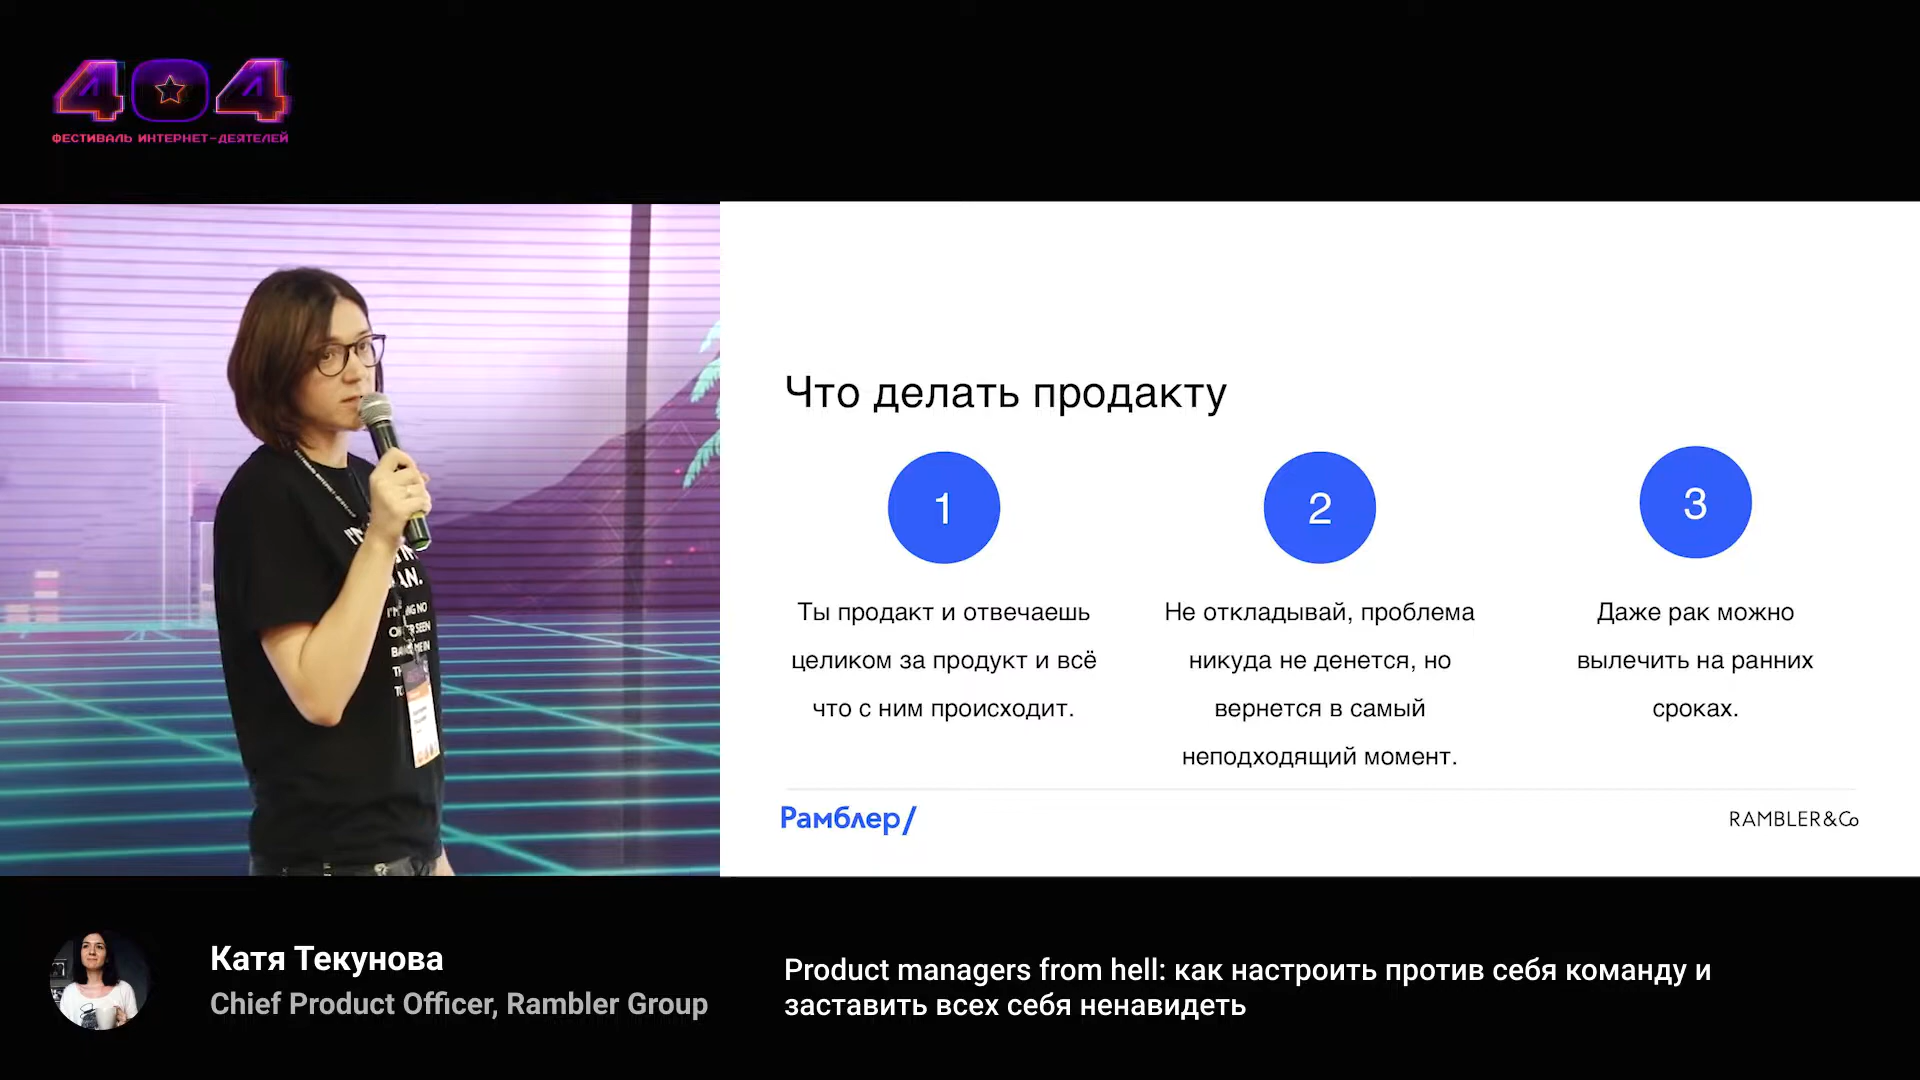 404
ФЕСТИВАЛЬ ИНТЕРНЕТ-ДЕЯТЕЛЕЙ
Что делать продакту
1
2
3
Ты продакт и отвечаешь
целиком за продукт и всё
что с ним происходит.
Не откладывай, проблема
никуда не денется, но
вернется в самый
неподходящий момент.
Даже рак можно
вылечить на ранних
сроках.
Рамблер/
RAMBLER&Co
Катя Текунова
Chief Product Officer, Rambler Group
Product managers from hell: как настроить против себя команду и
заставить всех себя ненавидеть